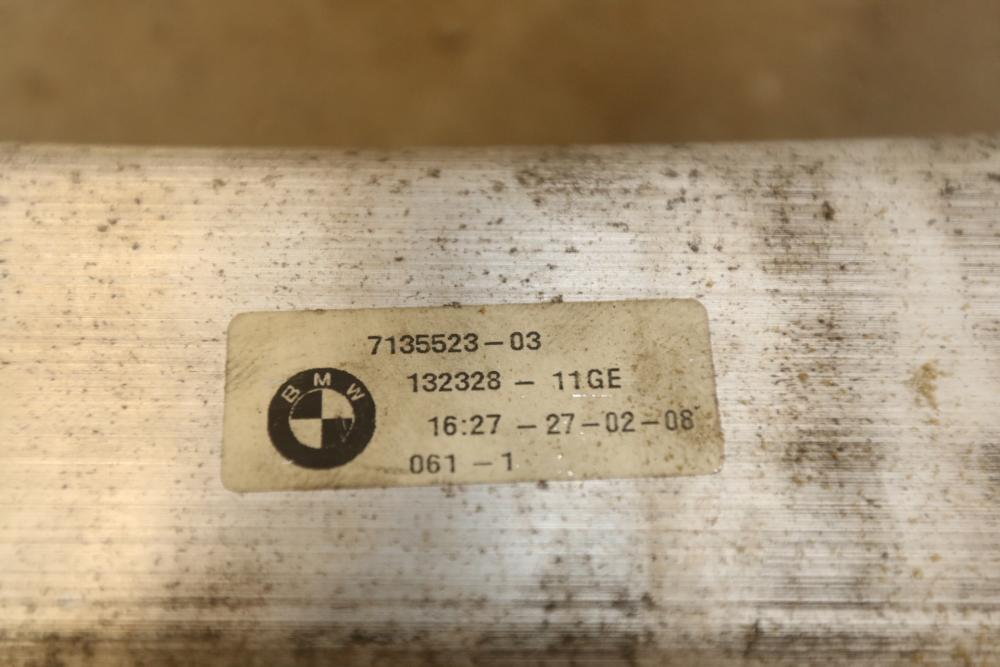 7135523-03
132328 - 11GE
BMW
16:27 - 27-02-08
061 - 1